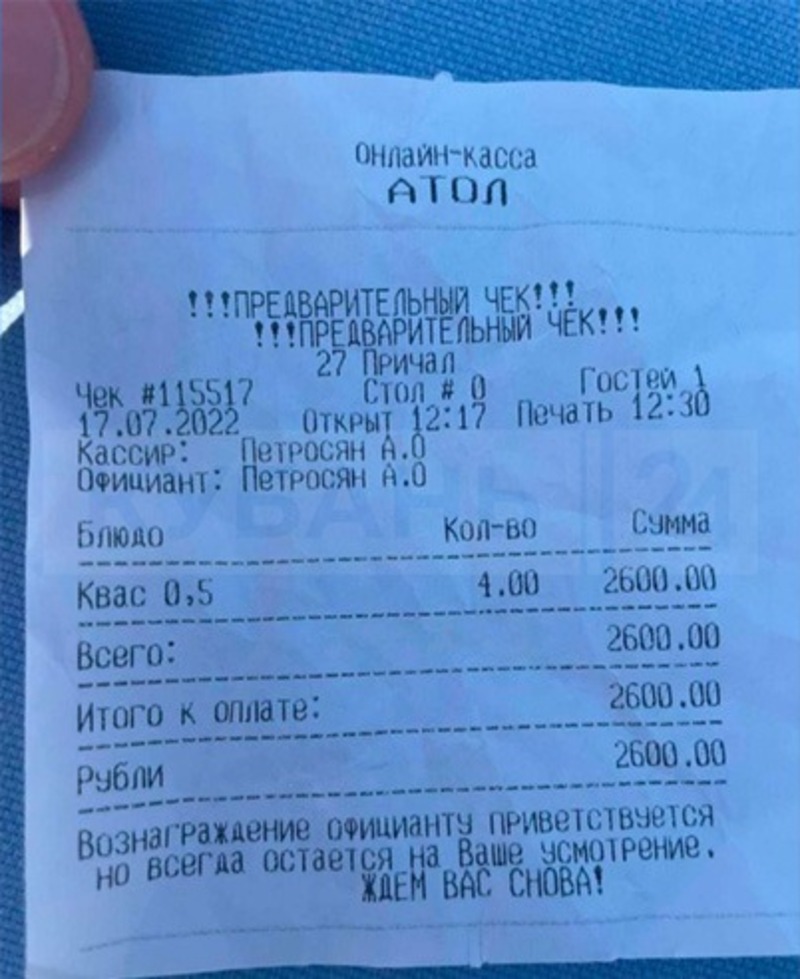 ОНЛАЙН-КАССА
АТОЛ
!!!ПРЕДВАРИТЕЛЬНЫЙ ЧЕК!!!
!!!ПРЕДВАРИТЕЛЬНЫЙ ЧЕК!!!
27 Причал
Чек #115517 Стол # 0 Гостей 1
17.07.2022 Открыт 12:17 Печать 12:30
Кассир: Петросян А.О
Официант: Петросян А.О
КУБАНЬ 24
Блюдо Кол-во Сумма
Квас 0,5 4.00 2600.00
Всего: 2600.00
Итого к оплате: 2600.00
Рубли 2600.00
Вознаграждение официанту приветствуется
но всегда остается на Ваше усмотрение.
ЖДЕМ ВАС СНОВА!